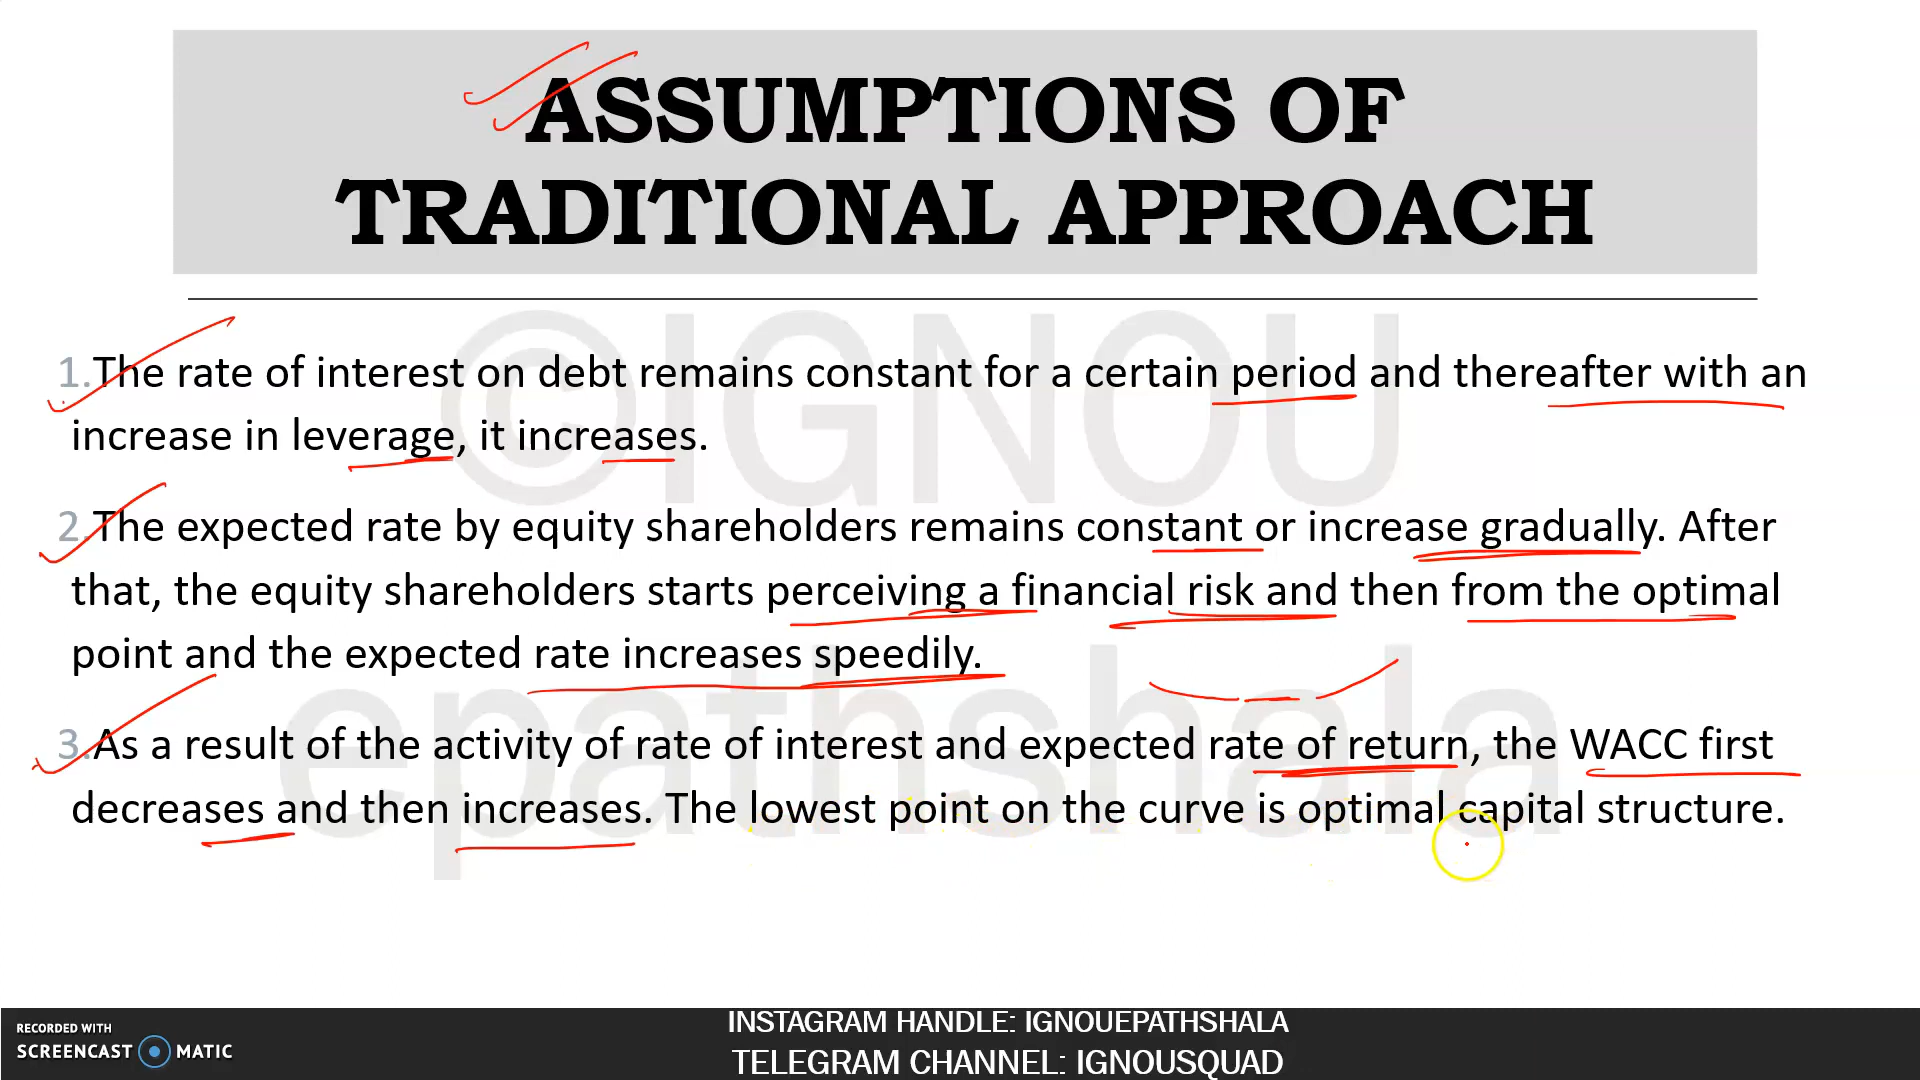 ASSUMPTIONS OF
TRADITIONAL APPROACH
1.The rate of interest on debt remains constant for a certain period and thereafter with an
increase in leverage, it increases.
2.The expected rate by equity shareholders remains constant or increase gradually. After
that, the equity shareholders starts perceiving a financial risk and then from the optimal
point and the expected rate increases speedily.
3.As a result of the activity of rate of interest and expected rate of return, the WACC first
decreases and then increases. The lowest point on the curve is optimal capital structure.
©IGNOU
epathshala
RECORDED WITH
SCREENCAST MATIC
INSTAGRAM HANDLE: IGNOUEPATHSHALA
TELEGRAM CHANNEL: IGNOUSQUAD